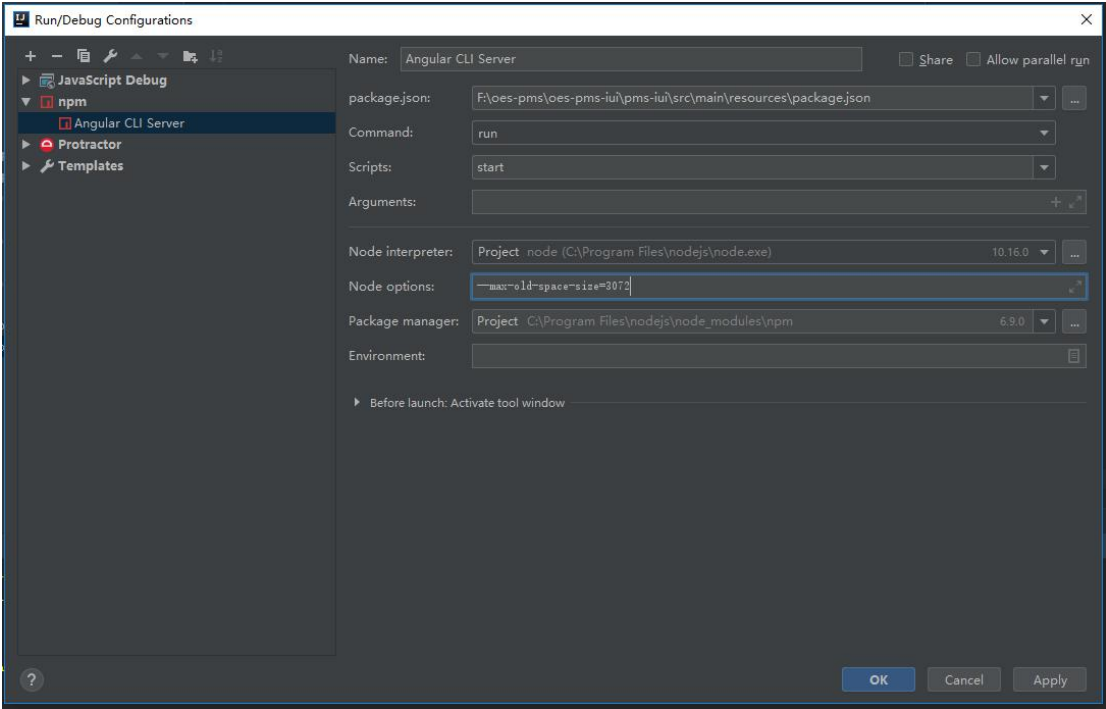 Run/Debug Configurations
JavaScript Debug
npm
Angular CLI Server
Protractor
Templates
Name: Angular CLI Server Share Allow parallel run
package.json: F:\oes-pms\oes-pms-iui\pms-iui\src\main\resources\package.json ...
Command: run
Scripts: start
Arguments:
Node interpreter: Project node (C:\Program Files\nodejs\node.exe) 10.16.0 ...
Node options: --max-old-space-size=3072
Package manager: Project C:\Program Files\nodejs\node_modules\npm 6.9.0 ...
Environment:
Before launch: Activate tool window
? OK Cancel Apply